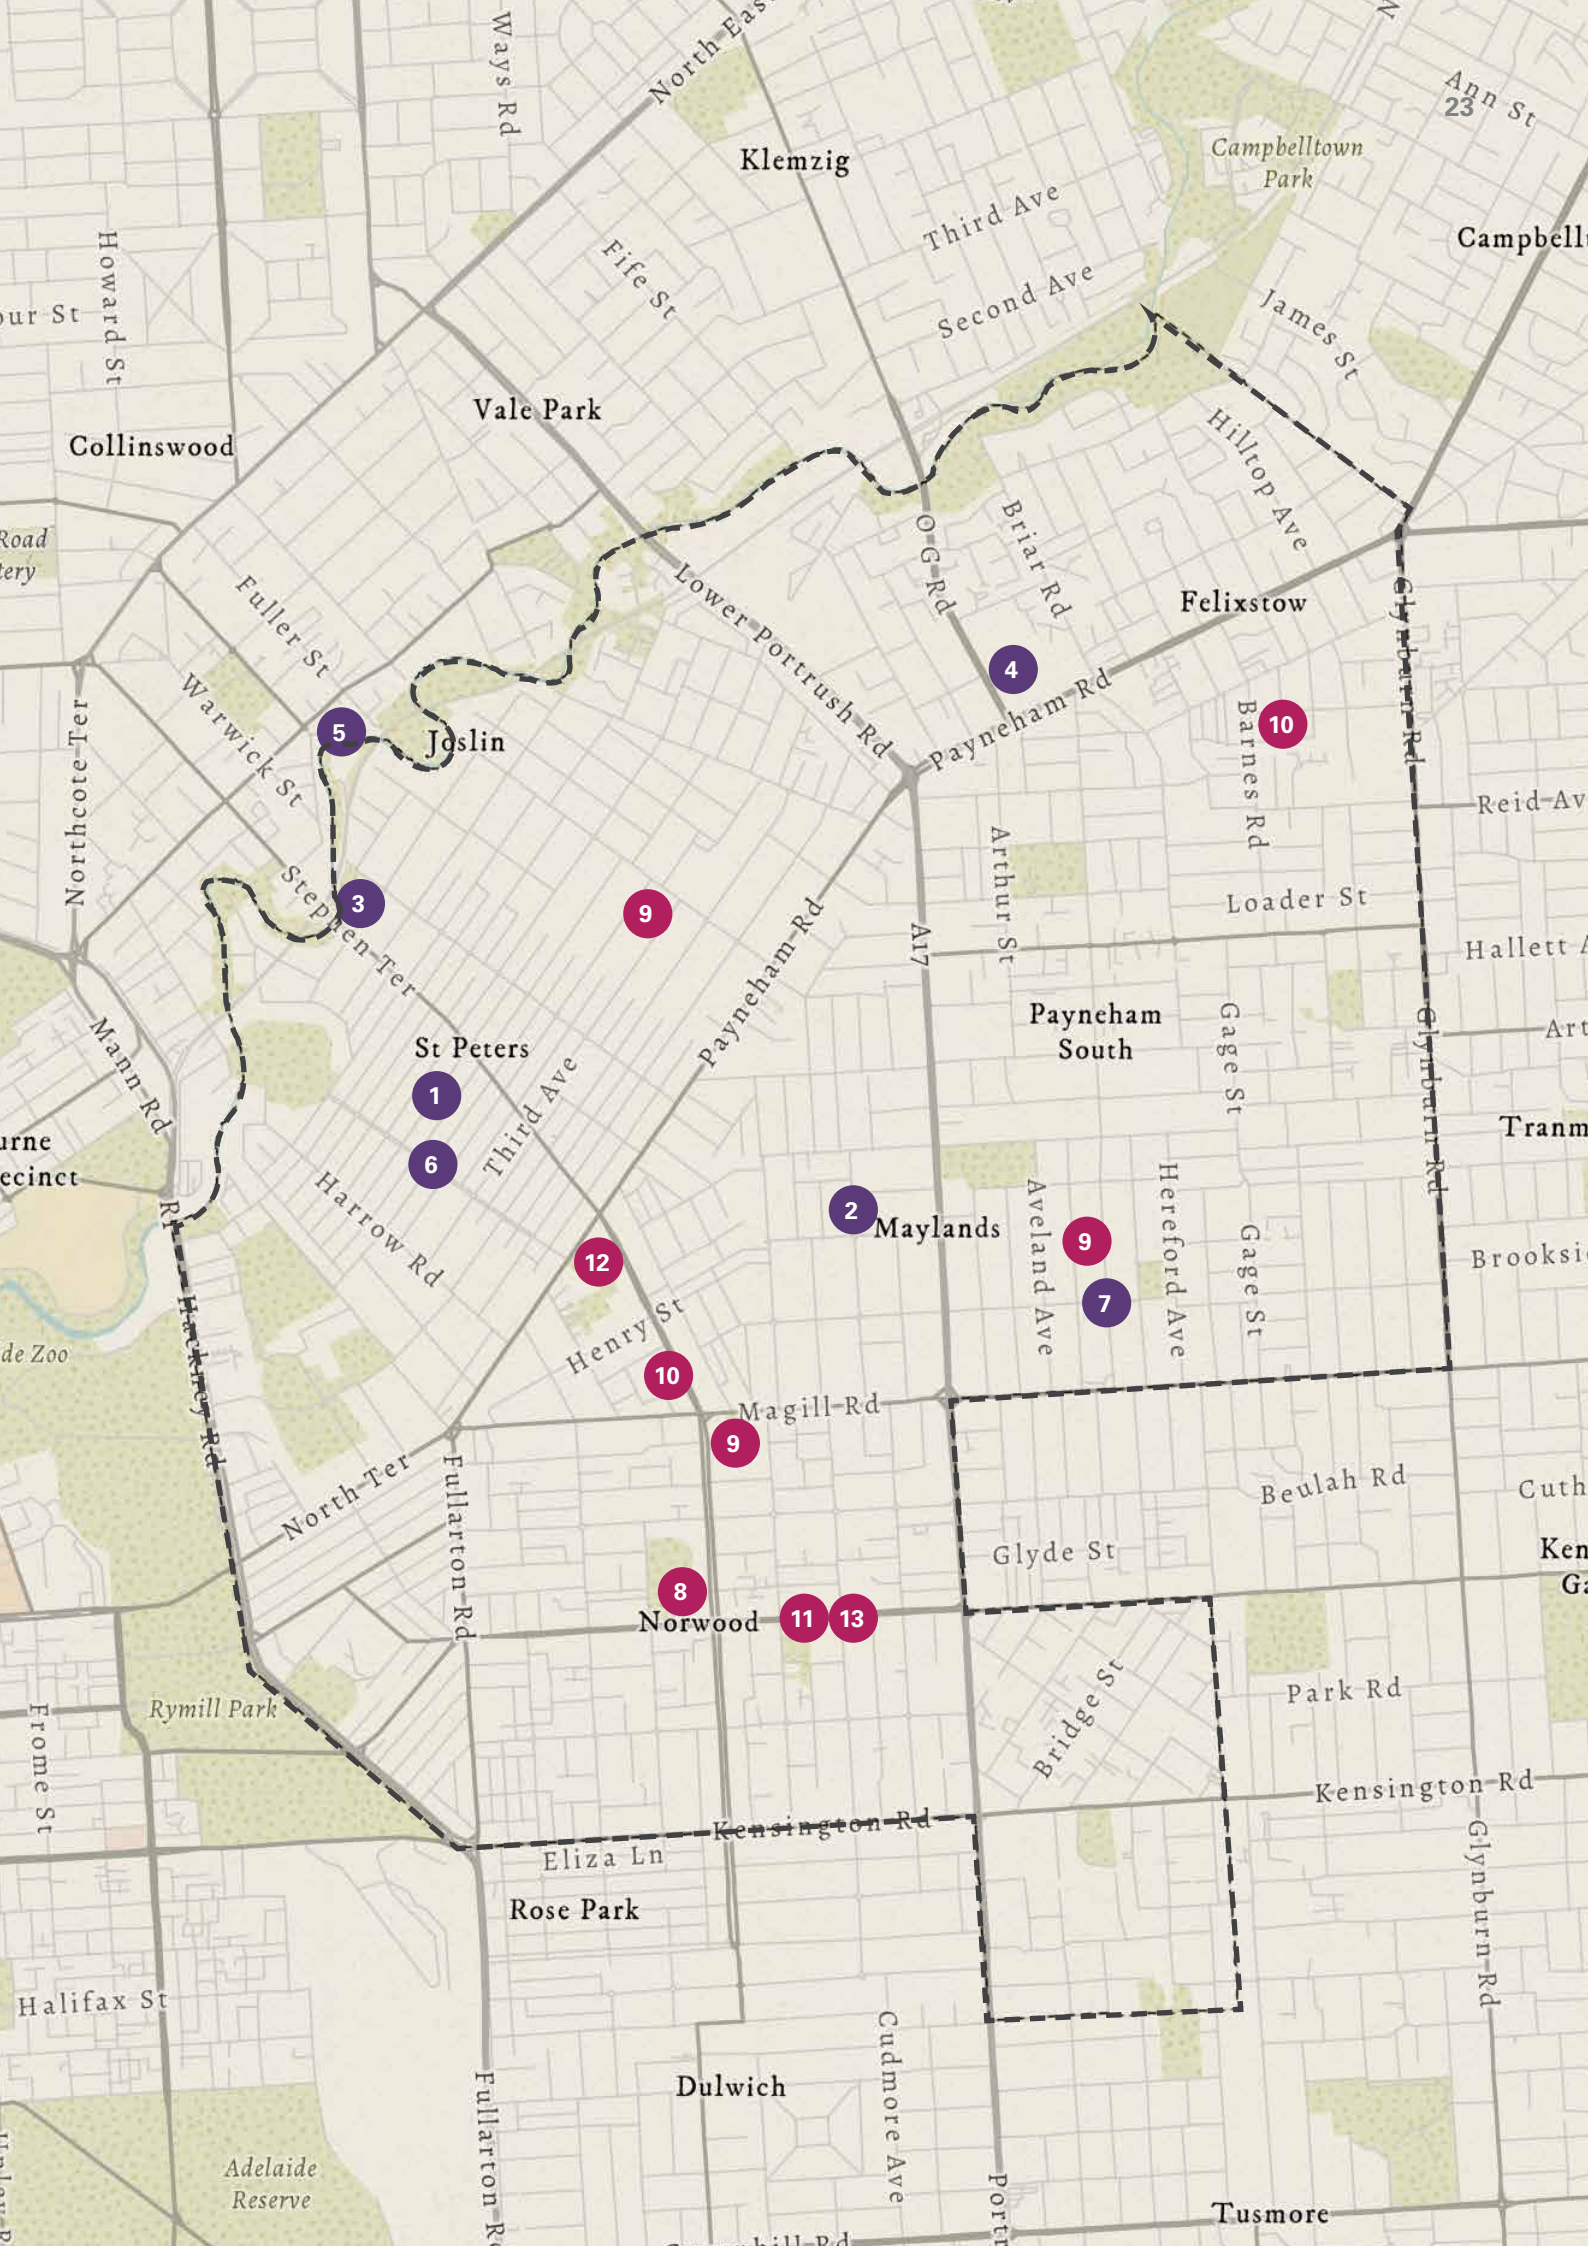 North Eas
Ways Rd
Ann St
23
Klemzig
Campbelltown
Park
Third Ave
Campbellt
Howard St
Fife St
Second Ave
our St
James St
Vale Park
Collinswood
Hilltop Ave
Road
tery
O G Rd
Briar Rd
Fuller St
Lower Portrush Rd
Felixstow
Glynburn Rd
4
Warwick St
Payneham Rd
Northcote Ter
5
Joslin
Barnes Rd
10
Reid Av
Stephen Ter
3
9
Arthur St
Loader St
Payneham Rd
A17
Hallett A
Mann Rd
Payneham
South
Gage St
Glynburn Rd
Art
St Peters
1
Third Ave
urne
ecinct
Tranm
6
Harrow Rd
2
Maylands
Aveland Ave
9
Hereford Ave
Gage St
Brooksi
12
7
Henry St
Hackney Rd
de Zoo
10
Magill Rd
9
North Ter
Fullarton Rd
Beulah Rd
Cuth
Glyde St
Ken
Ga
8
Norwood
11
13
Rymill Park
Frome St
Bridge St
Park Rd
Kensington Rd
Kensington Rd
Eliza Ln
Glynburn Rd
Rose Park
Halifax St
Cudmore Ave
Dulwich
Fullarton Rd
Adelaide
Reserve
Portr
Tusmore